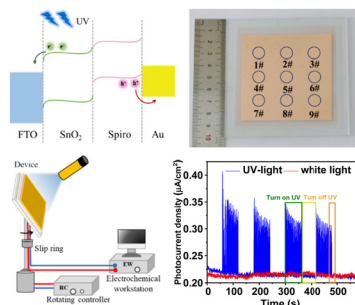 UV
e⁻ e⁻
h⁺ h⁺
FTO SnO₂ Spiro Au
1# 2# 3#
4# 5# 6#
7# 8# 9#
Device
Slip ring
EW
Electrochemical
workstation
RC
Rotating controller
Photocurrent density (μA/cm²)
0.40
0.35
0.30
0.25
0.20
UV-light white light
Turn on UV Turn off UV
0 100 200 300 400 500
Time (s)